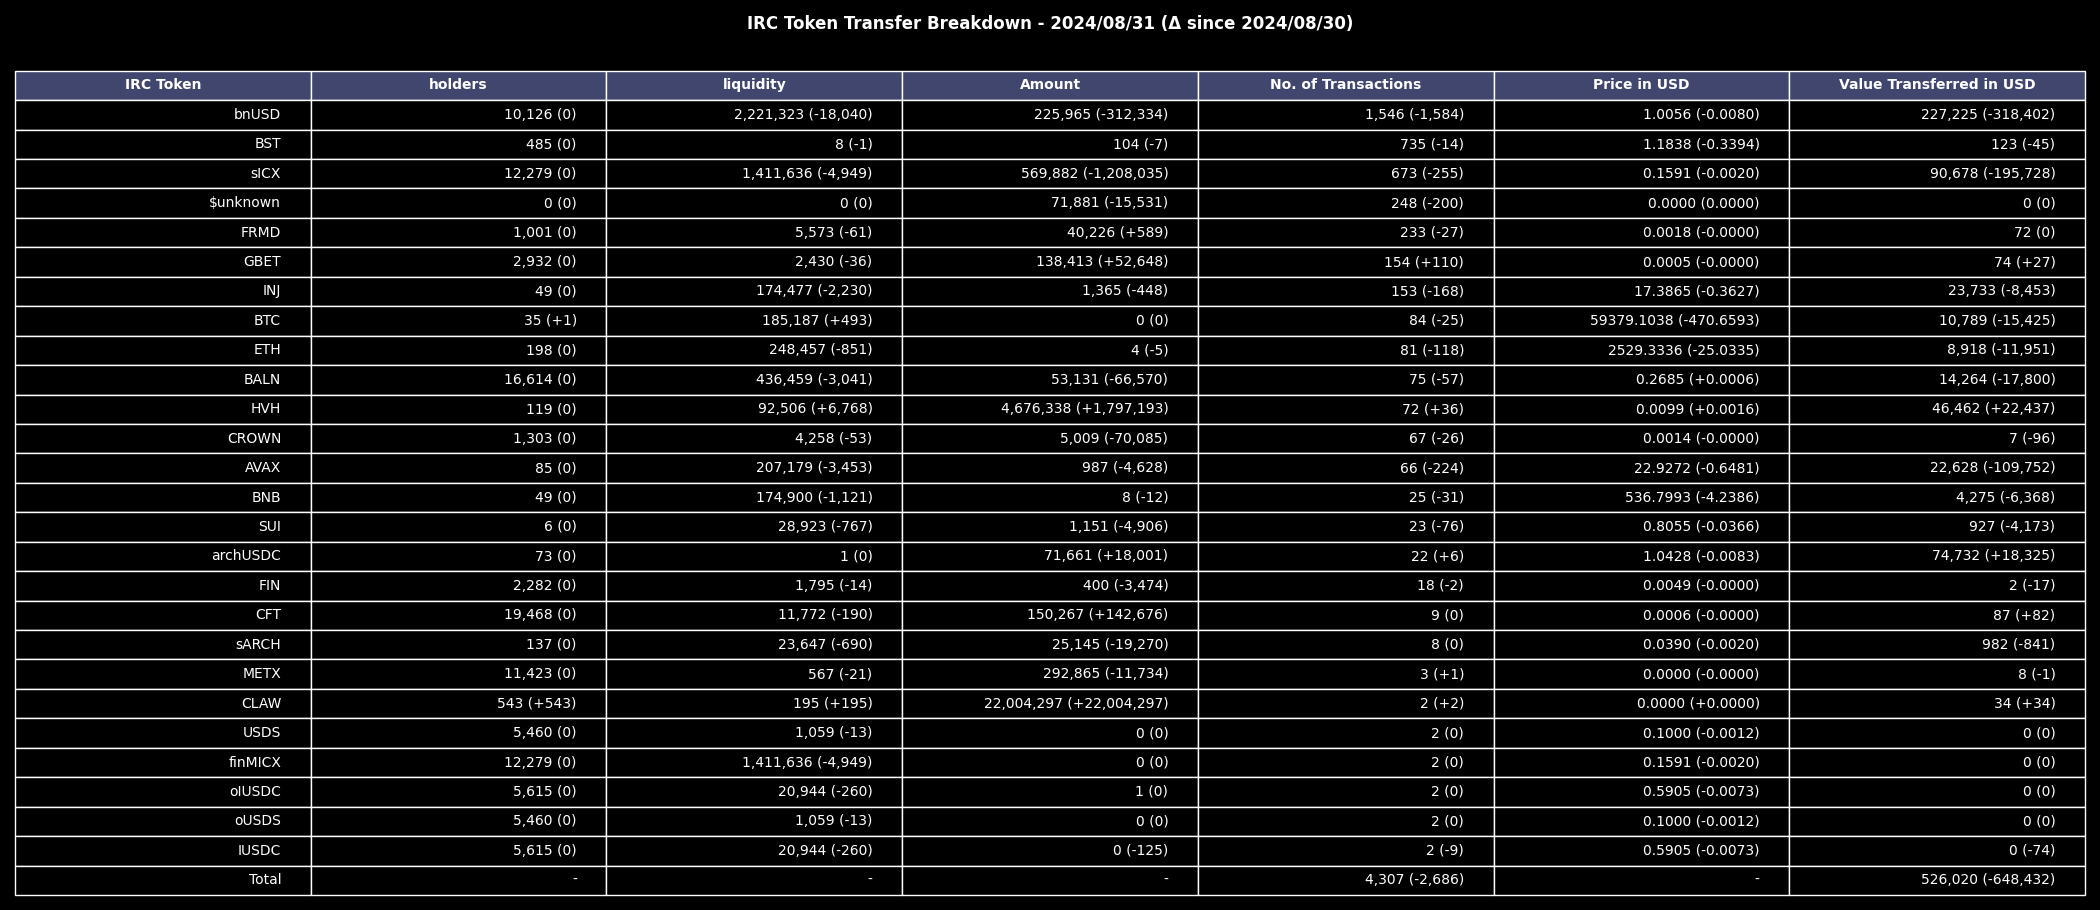 IRC Token Transfer Breakdown - 2024/08/31 (Δ since 2024/08/30)
IRC Token holders liquidity Amount No. of Transactions Price in USD Value Transferred in USD
bnUSD 10,126 (0) 2,221,323 (-18,040) 225,965 (-312,334) 1,546 (-1,584) 1.0056 (-0.0080) 227,225 (-318,402)
BST 485 (0) 8 (-1) 104 (-7) 735 (-14) 1.1838 (-0.3394) 123 (-45)
sICX 12,279 (0) 1,411,636 (-4,949) 569,882 (-1,208,035) 673 (-255) 0.1591 (-0.0020) 90,678 (-195,728)
$unknown 0 (0) 0 (0) 71,881 (-15,531) 248 (-200) 0.0000 (0.0000) 0 (0)
FRMD 1,001 (0) 5,573 (-61) 40,226 (+589) 233 (-27) 0.0018 (-0.0000) 72 (0)
GBET 2,932 (0) 2,430 (-36) 138,413 (+52,648) 154 (+110) 0.0005 (-0.0000) 74 (+27)
INJ 49 (0) 174,477 (-2,230) 1,365 (-448) 153 (-168) 17.3865 (-0.3627) 23,733 (-8,453)
BTC 35 (+1) 185,187 (+493) 0 (0) 84 (-25) 59379.1038 (-470.6593) 10,789 (-15,425)
ETH 198 (0) 248,457 (-851) 4 (-5) 81 (-118) 2529.3336 (-25.0335) 8,918 (-11,951)
BALN 16,614 (0) 436,459 (-3,041) 53,131 (-66,570) 75 (-57) 0.2685 (+0.0006) 14,264 (-17,800)
HVH 119 (0) 92,506 (+6,768) 4,676,338 (+1,797,193) 72 (+36) 0.0099 (+0.0016) 46,462 (+22,437)
CROWN 1,303 (0) 4,258 (-53) 5,009 (-70,085) 67 (-26) 0.0014 (-0.0000) 7 (-96)
AVAX 85 (0) 207,179 (-3,453) 987 (-4,628) 66 (-224) 22.9272 (-0.6481) 22,628 (-109,752)
BNB 49 (0) 174,900 (-1,121) 8 (-12) 25 (-31) 536.7993 (-4.2386) 4,275 (-6,368)
SUI 6 (0) 28,923 (-767) 1,151 (-4,906) 23 (-76) 0.8055 (-0.0366) 927 (-4,173)
archUSDC 73 (0) 1 (0) 71,661 (+18,001) 22 (+6) 1.0428 (-0.0083) 74,732 (+18,325)
FIN 2,282 (0) 1,795 (-14) 400 (-3,474) 18 (-2) 0.0049 (-0.0000) 2 (-17)
CFT 19,468 (0) 11,772 (-190) 150,267 (+142,676) 9 (0) 0.0006 (-0.0000) 87 (+82)
sARCH 137 (0) 23,647 (-690) 25,145 (-19,270) 8 (0) 0.0390 (-0.0020) 982 (-841)
METX 11,423 (0) 567 (-21) 292,865 (-11,734) 3 (+1) 0.0000 (-0.0000) 8 (-1)
CLAW 543 (+543) 195 (+195) 22,004,297 (+22,004,297) 2 (+2) 0.0000 (+0.0000) 34 (+34)
USDS 5,460 (0) 1,059 (-13) 0 (0) 2 (0) 0.1000 (-0.0012) 0 (0)
finMICX 12,279 (0) 1,411,636 (-4,949) 0 (0) 2 (0) 0.1591 (-0.0020) 0 (0)
oIUSDC 5,615 (0) 20,944 (-260) 1 (0) 2 (0) 0.5905 (-0.0073) 0 (0)
oUSDS 5,460 (0) 1,059 (-13) 0 (0) 2 (0) 0.1000 (-0.0012) 0 (0)
IUSDC 5,615 (0) 20,944 (-260) 0 (-125) 2 (-9) 0.5905 (-0.0073) 0 (-74)
Total - - - 4,307 (-2,686) - 526,020 (-648,432)